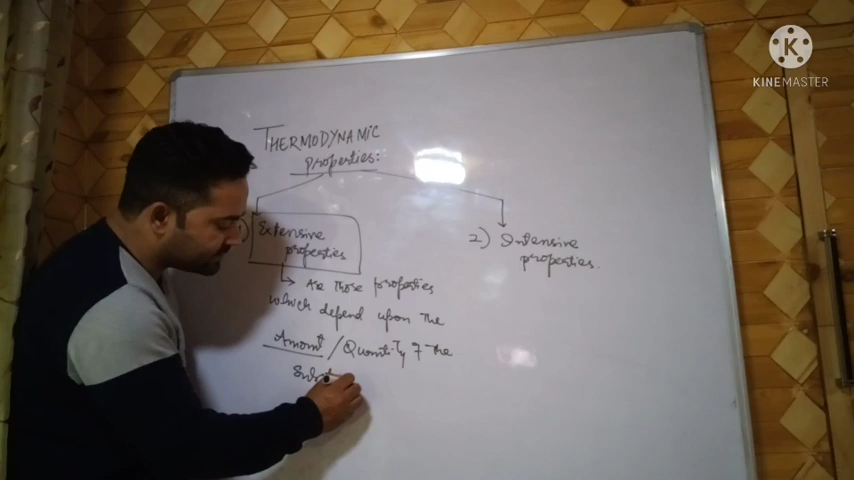 THERMODYNAMIC
properties:
1) Extensive
properties
2) Intensive
properties.
Are those properties
which depend upon the
Amount / Quantity of the
Subst
KINEMASTER